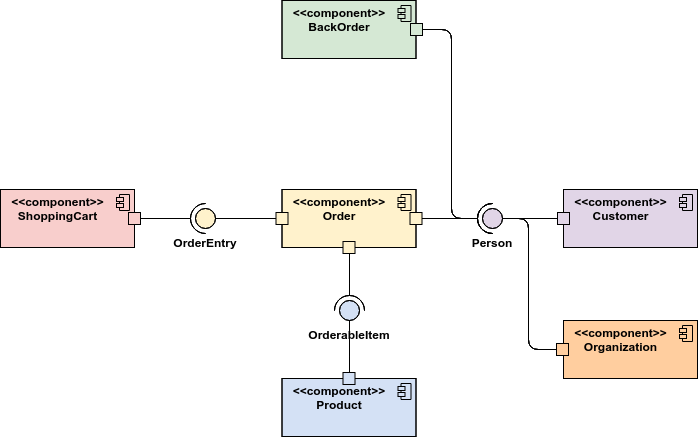 <<component>>
BackOrder
<<component>>
ShoppingCart
OrderEntry
<<component>>
Order
Person
<<component>>
Customer
OrderableItem
<<component>>
Organization
<<component>>
Product